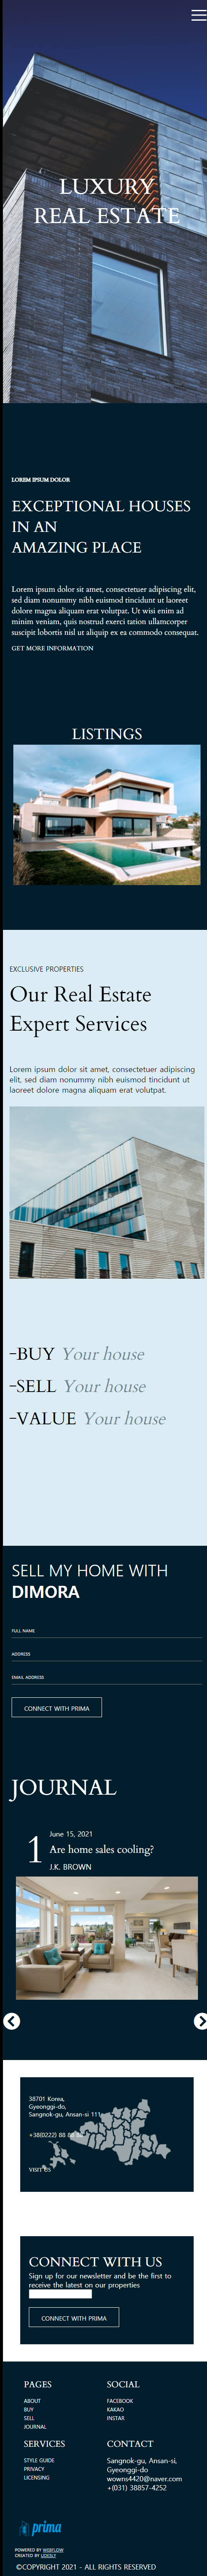 LUXURY
REAL ESTATE
LOREM IPSUM DOLOR
EXCEPTIONAL HOUSES
IN AN
AMAZING PLACE
Lorem ipsum dolor sit amet, consectetuer adipiscing elit,
sed diam nonummy nibh euismod tincidunt ut laoreet
dolore magna aliquam erat volutpat. Ut wisi enim ad
minim veniam, quis nostrud exerci tation ullamcorper
suscipit lobortis nisl ut aliquip ex ea commodo consequat.
GET MORE INFORMATION
LISTINGS
EXCLUSIVE PROPERTIES
Our Real Estate
Expert Services
Lorem ipsum dolor sit amet, consectetuer adipiscing
elit, sed diam nonummy nibh euismod tincidunt ut
laoreet dolore magna aliquam erat volutpat.
-BUY Your house
-SELL Your house
-VALUE Your house
SELL MY HOME WITH
DIMORA
FULL NAME
ADDRESS
EMAIL ADDRESS
CONNECT WITH PRIMA
JOURNAL
1
June 15, 2021
Are home sales cooling?
J.K. BROWN
38701 Korea,
Gyeonggi-do,
Sangnok-gu, Ansan-si 111
+38(0222) 88 88
VISIT US
CONNECT WITH US
Sign up for our newsletter and be the first to
receive the latest on our properties
CONNECT WITH PRIMA
PAGES
ABOUT
BUY
SELL
JOURNAL
SOCIAL
FACEBOOK
KAKAO
INSTAR
SERVICES
STYLE GUIDE
PRIVACY
LICENSING
CONTACT
Sangnok-gu, Ansan-si,
Gyeonggi-do
wowns4420@naver.com
+(031) 38857-4252
prima
POWERED BY WEBFLOW
CREATED BY UDESLY
©COPYRIGHT 2021 - ALL RIGHTS RESERVED